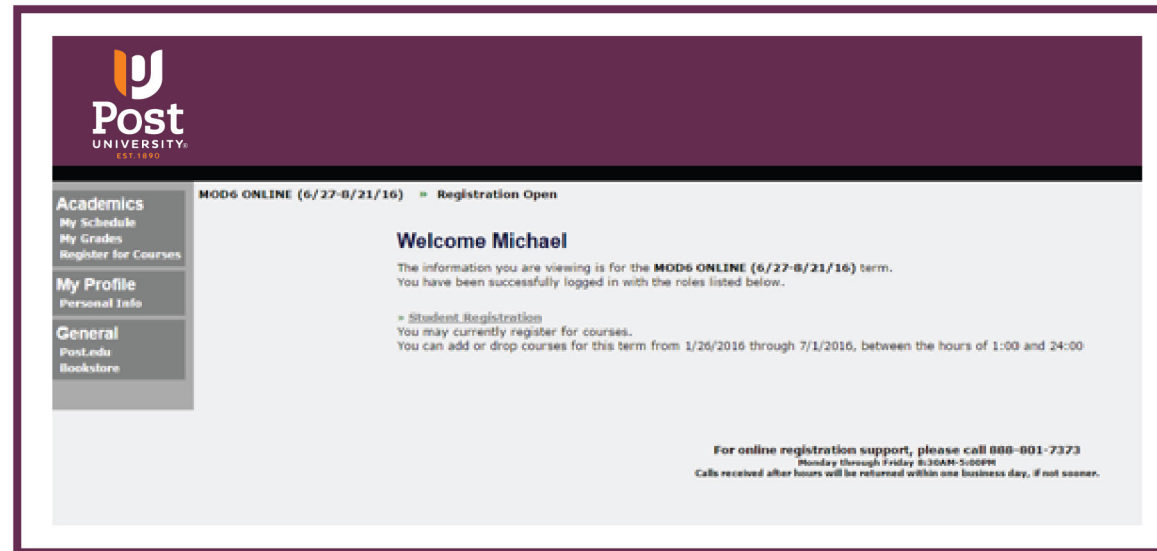 Post
UNIVERSITY®
EST.1890
Academics
My Schedule
My Grades
Register for Courses
My Profile
Personal Info
General
Post.edu
Bookstore
MOD6 ONLINE (6/27-8/21/16) » Registration Open
Welcome Michael
The information you are viewing is for the MOD6 ONLINE (6/27-8/21/16) term.
You have been successfully logged in with the roles listed below.
» Student Registration
You may currently register for courses.
You can add or drop courses for this term from 1/26/2016 through 7/1/2016, between the hours of 1:00 and 24:00
For online registration support, please call 888-801-7373
Monday through Friday 8:30AM-5:00PM
Calls received after hours will be returned within one business day, if not sooner.